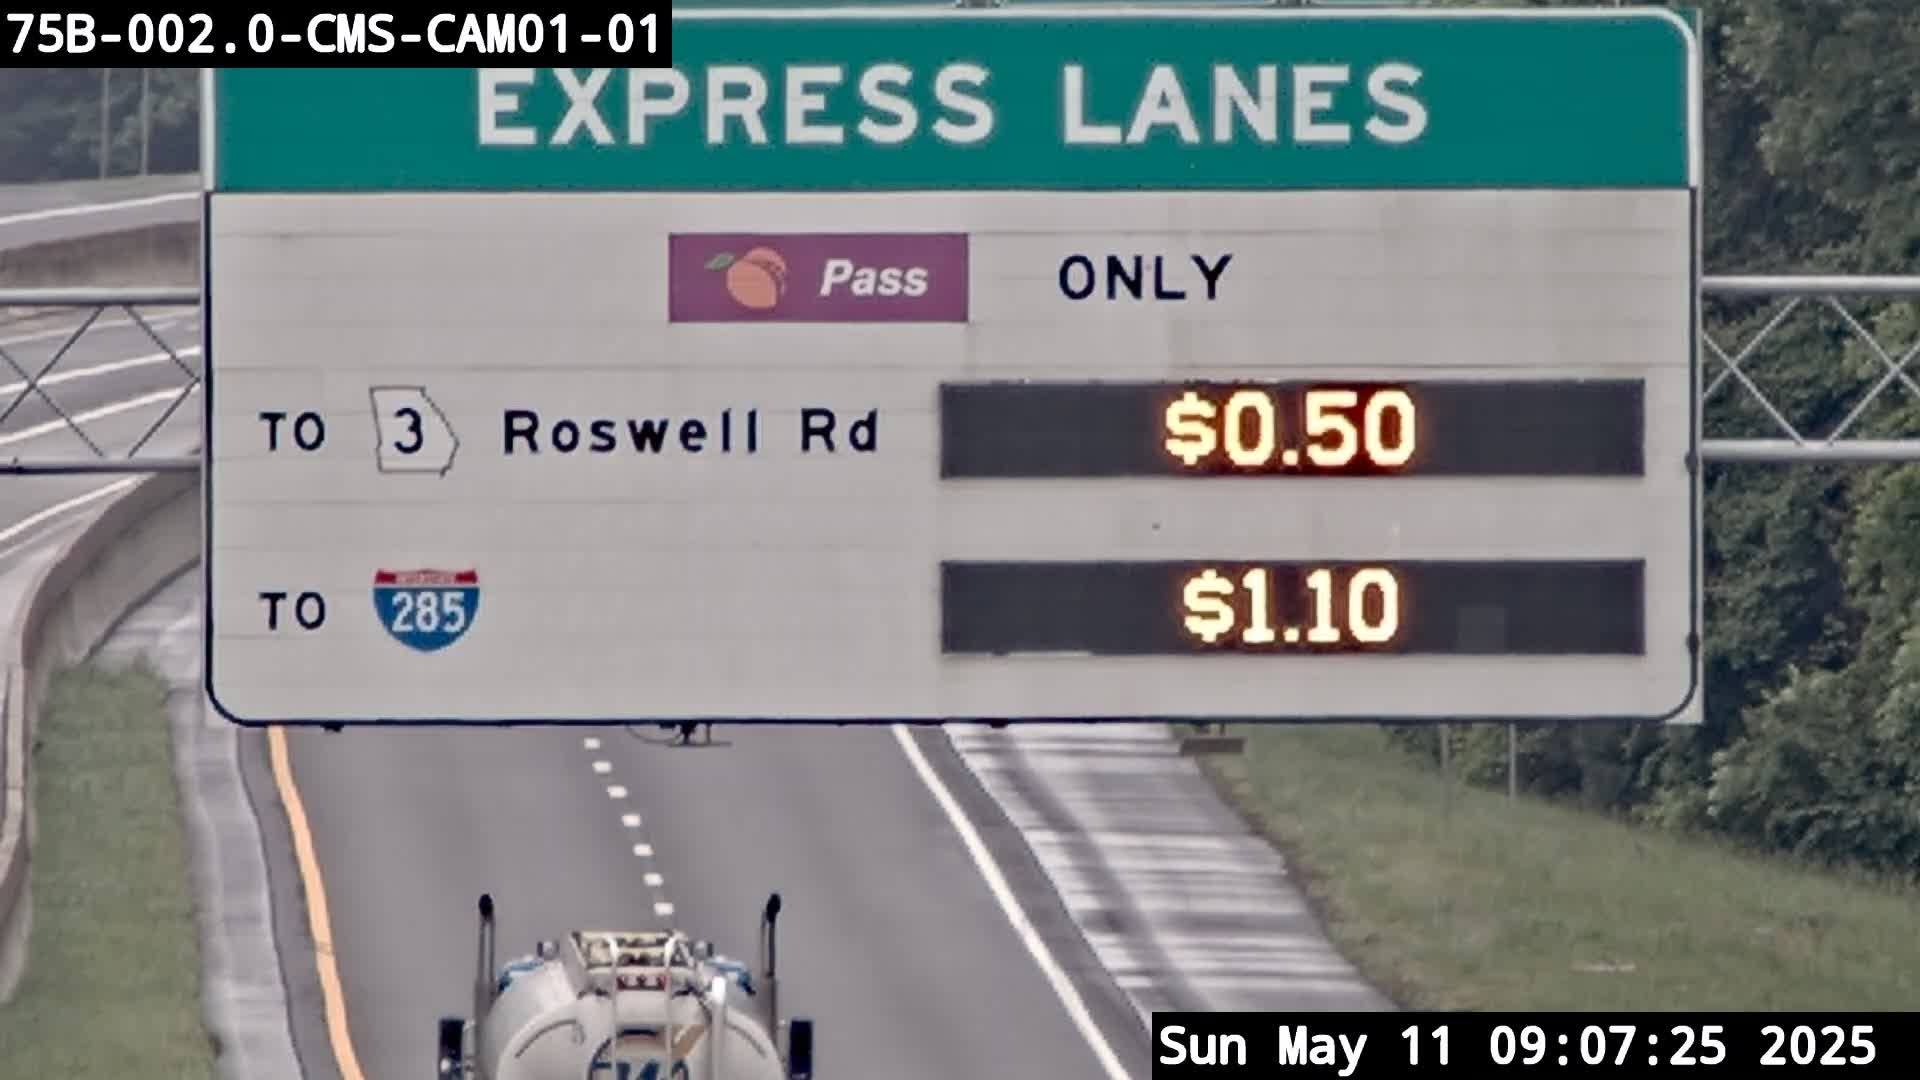 75B-002.0-CMS-CAM01-01
EXPRESS LANES
Pass ONLY
TO 3 Roswell Rd $0.50
TO 285 $1.10
Sun May 11 09:07:25 2025